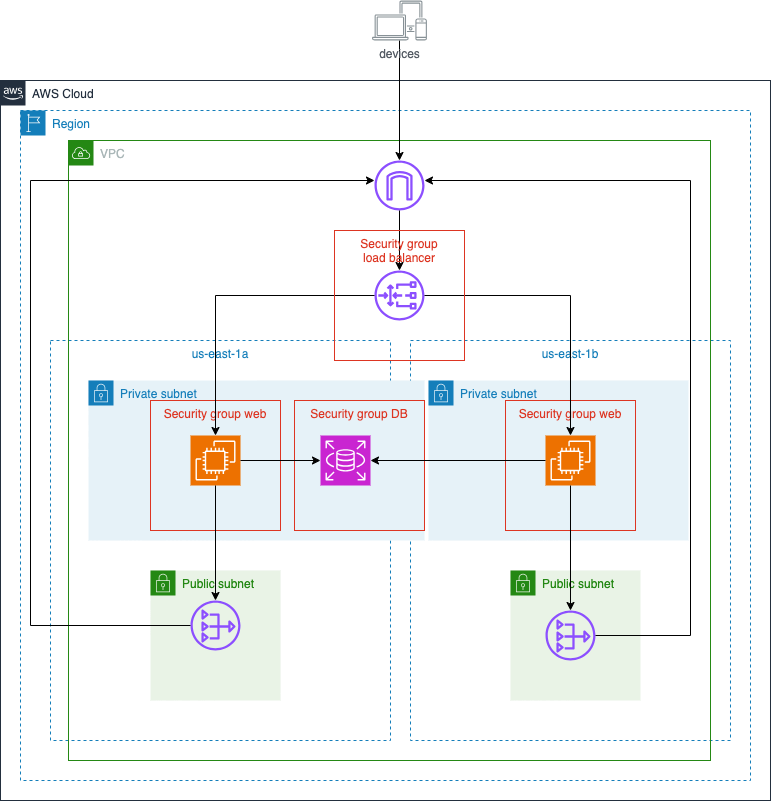 devices
aws
AWS Cloud
Region
VPC
Security group
load balancer
us-east-1a
us-east-1b
Private subnet
Private subnet
Security group web
Security group DB
Security group web
Public subnet
Public subnet